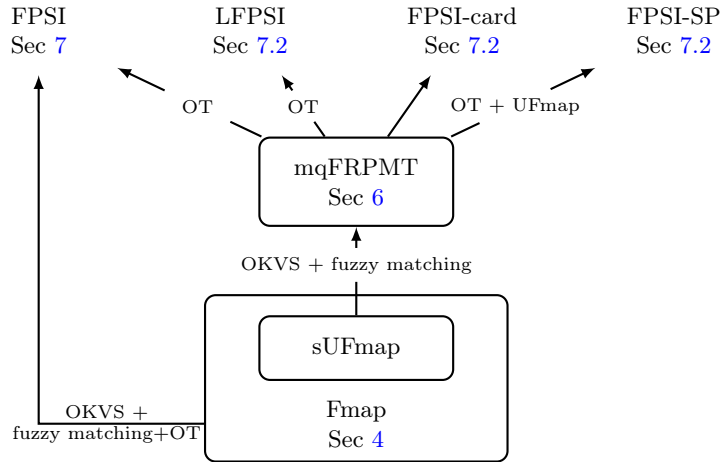 FPSI LFPSI FPSI-card FPSI-SP
Sec 7 Sec 7.2 Sec 7.2 Sec 7.2
OT OT OT + UFmap
mqFRPMT
Sec 6
OKVS + fuzzy matching
sUFmap
Fmap
Sec 4
OKVS +
fuzzy matching+OT